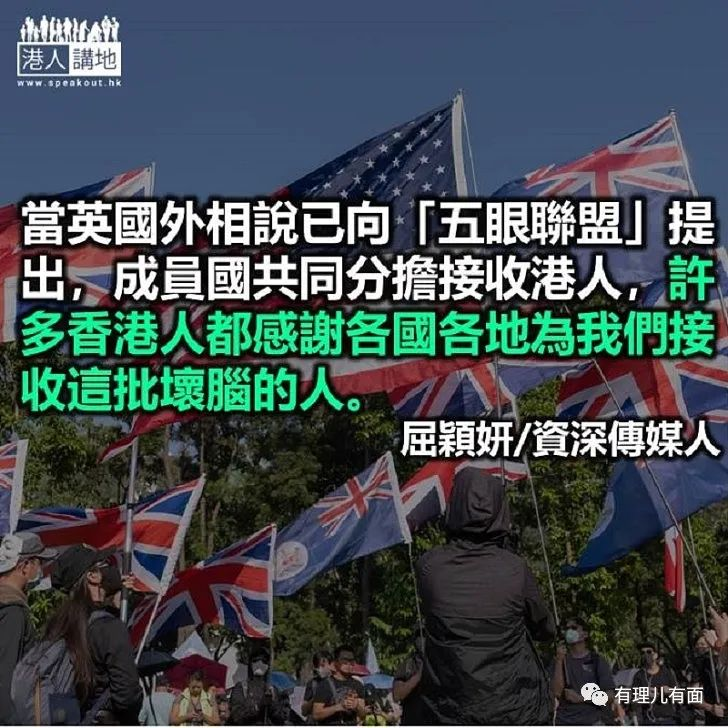 港人講地
www.speakout.hk
當英國外相說已向「五眼聯盟」提
出，成員國共同分擔接收港人，許
多香港人都感謝各國各地為我們接
收這批壞腦的人。
屈穎妍/資深傳媒人
有理儿有面